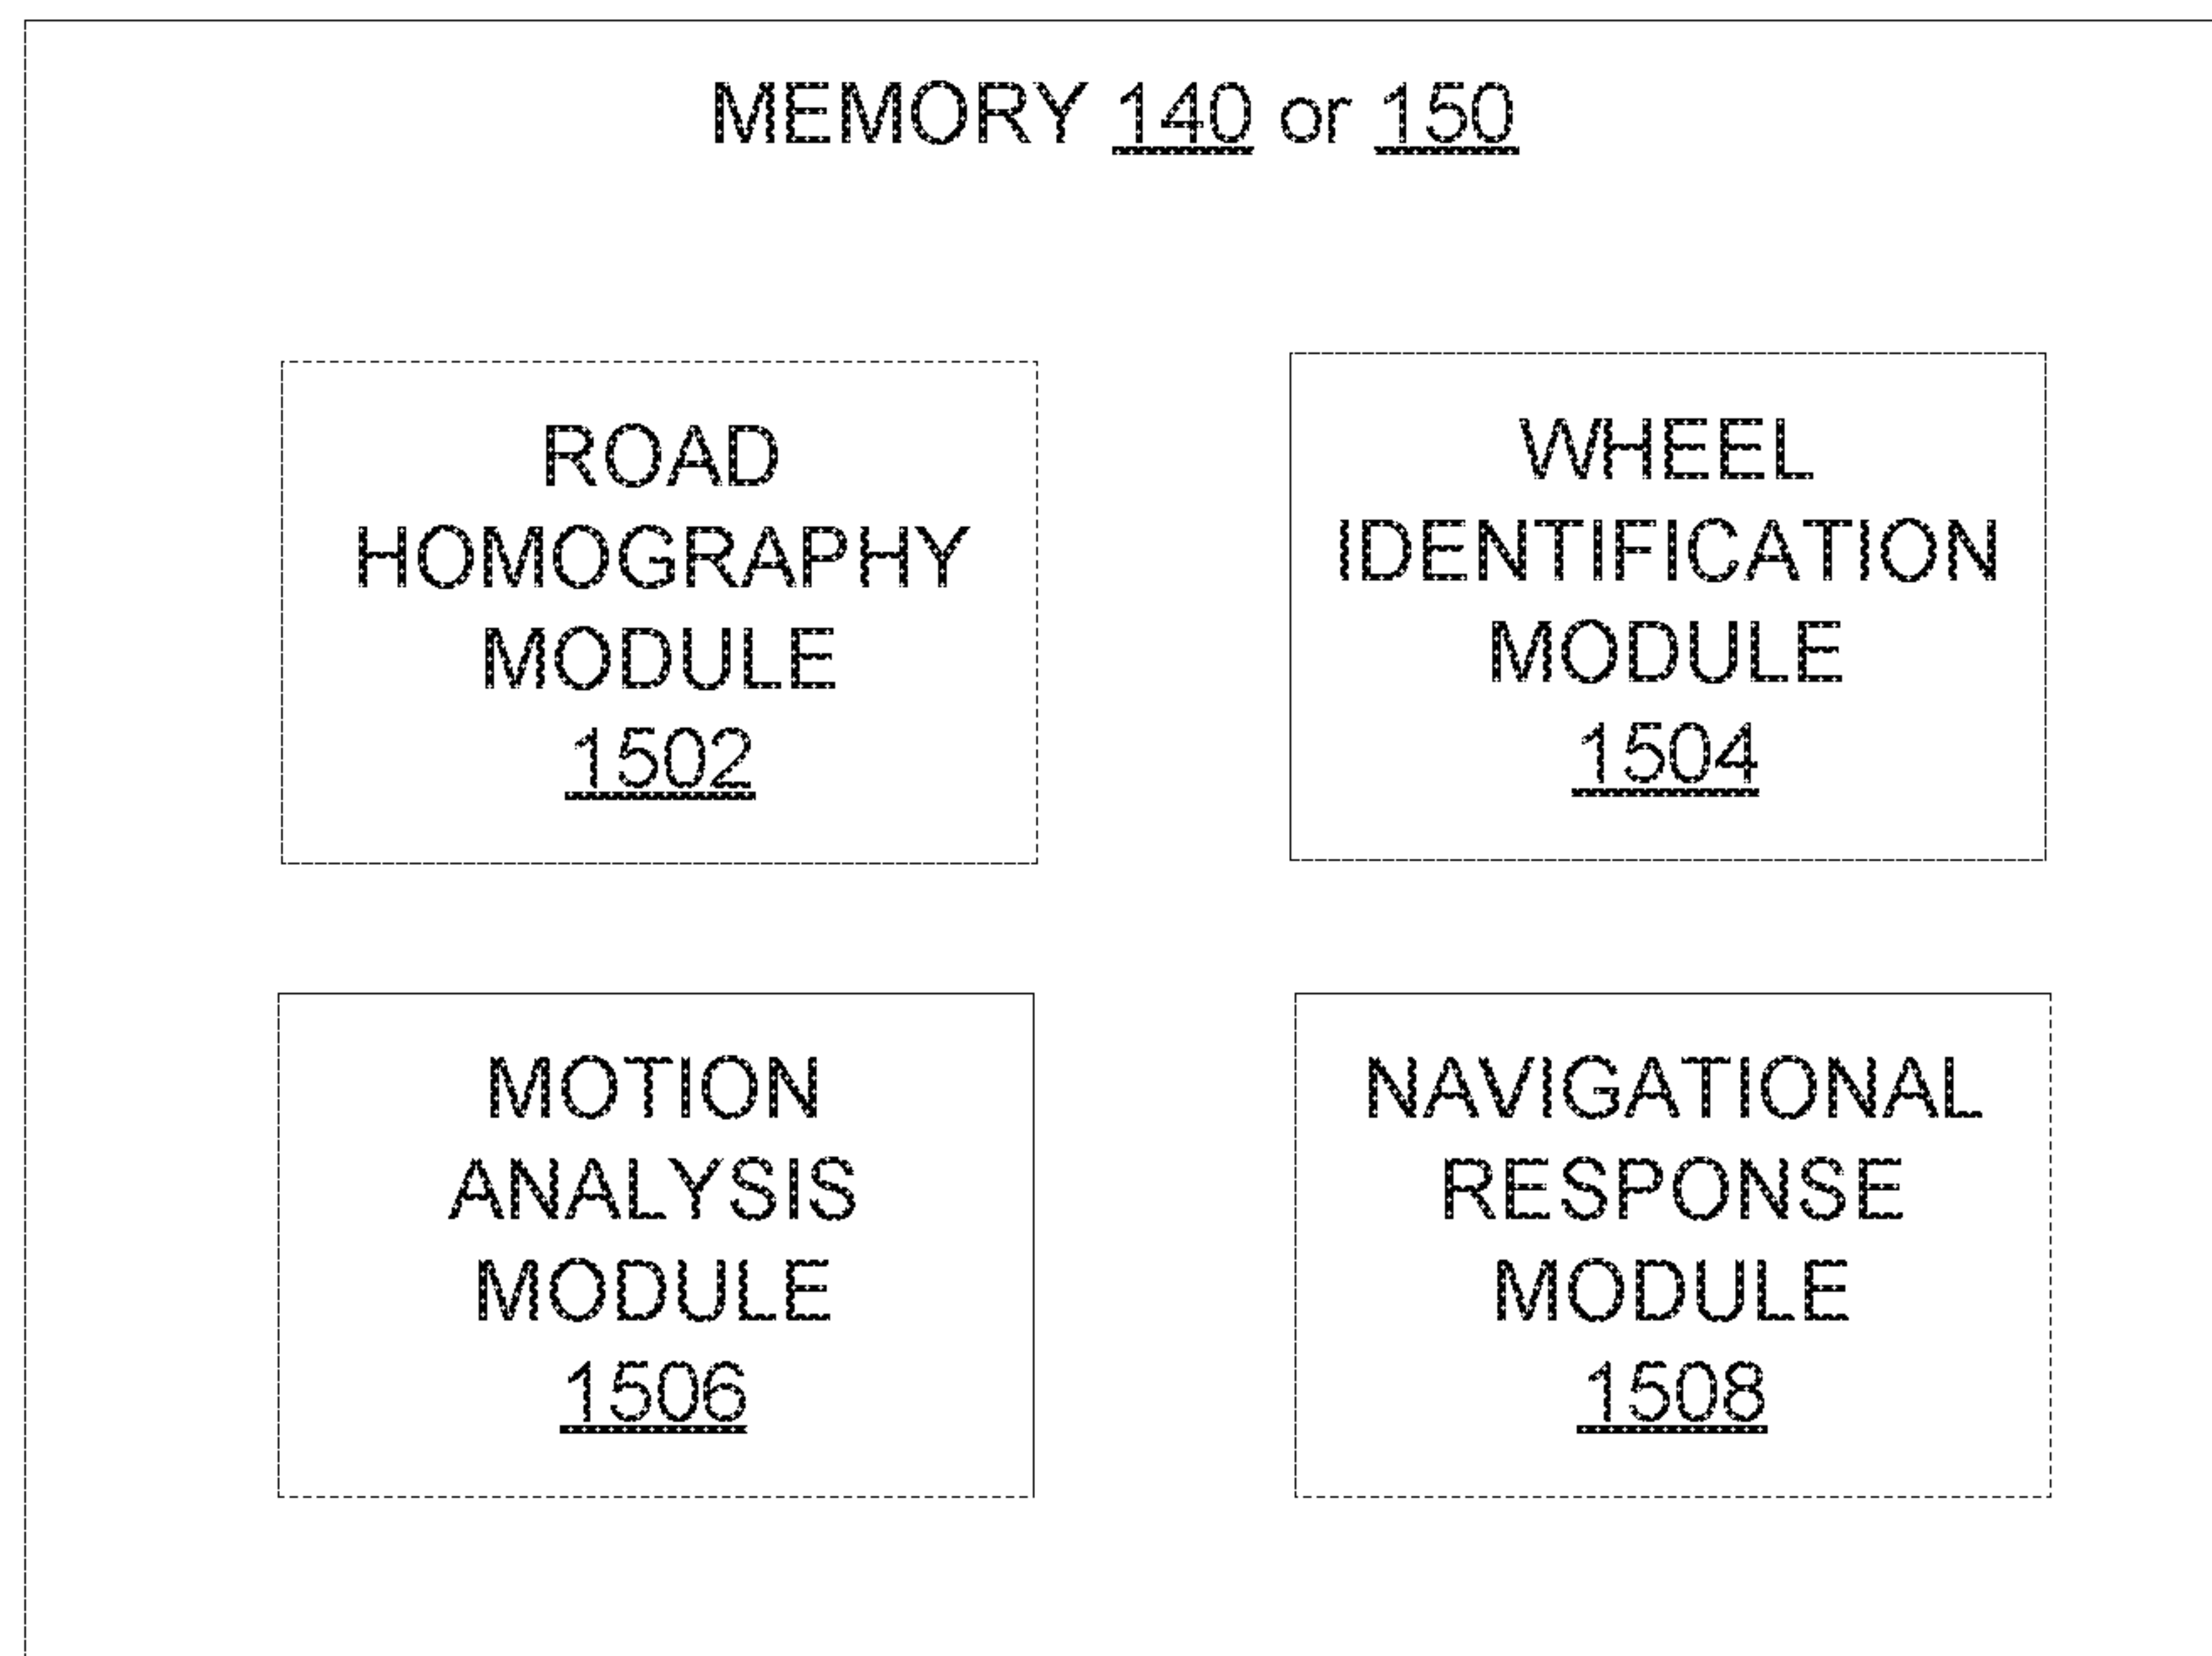 MEMORY 140 or 150
ROAD
HOMOGRAPHY
MODULE
1502
WHEEL
IDENTIFICATION
MODULE
1504
MOTION
ANALYSIS
MODULE
1506
NAVIGATIONAL
RESPONSE
MODULE
1508